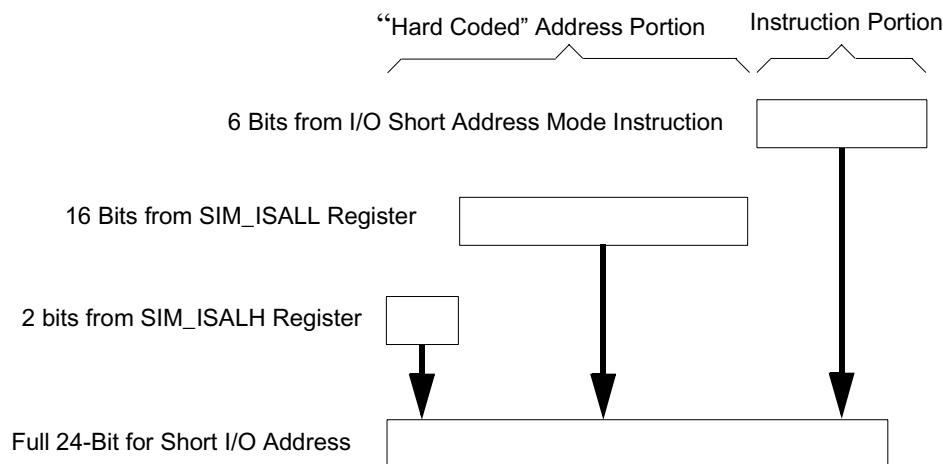 “Hard Coded” Address Portion
Instruction Portion
6 Bits from I/O Short Address Mode Instruction
16 Bits from SIM_ISALL Register
2 bits from SIM_ISALH Register
Full 24-Bit for Short I/O Address